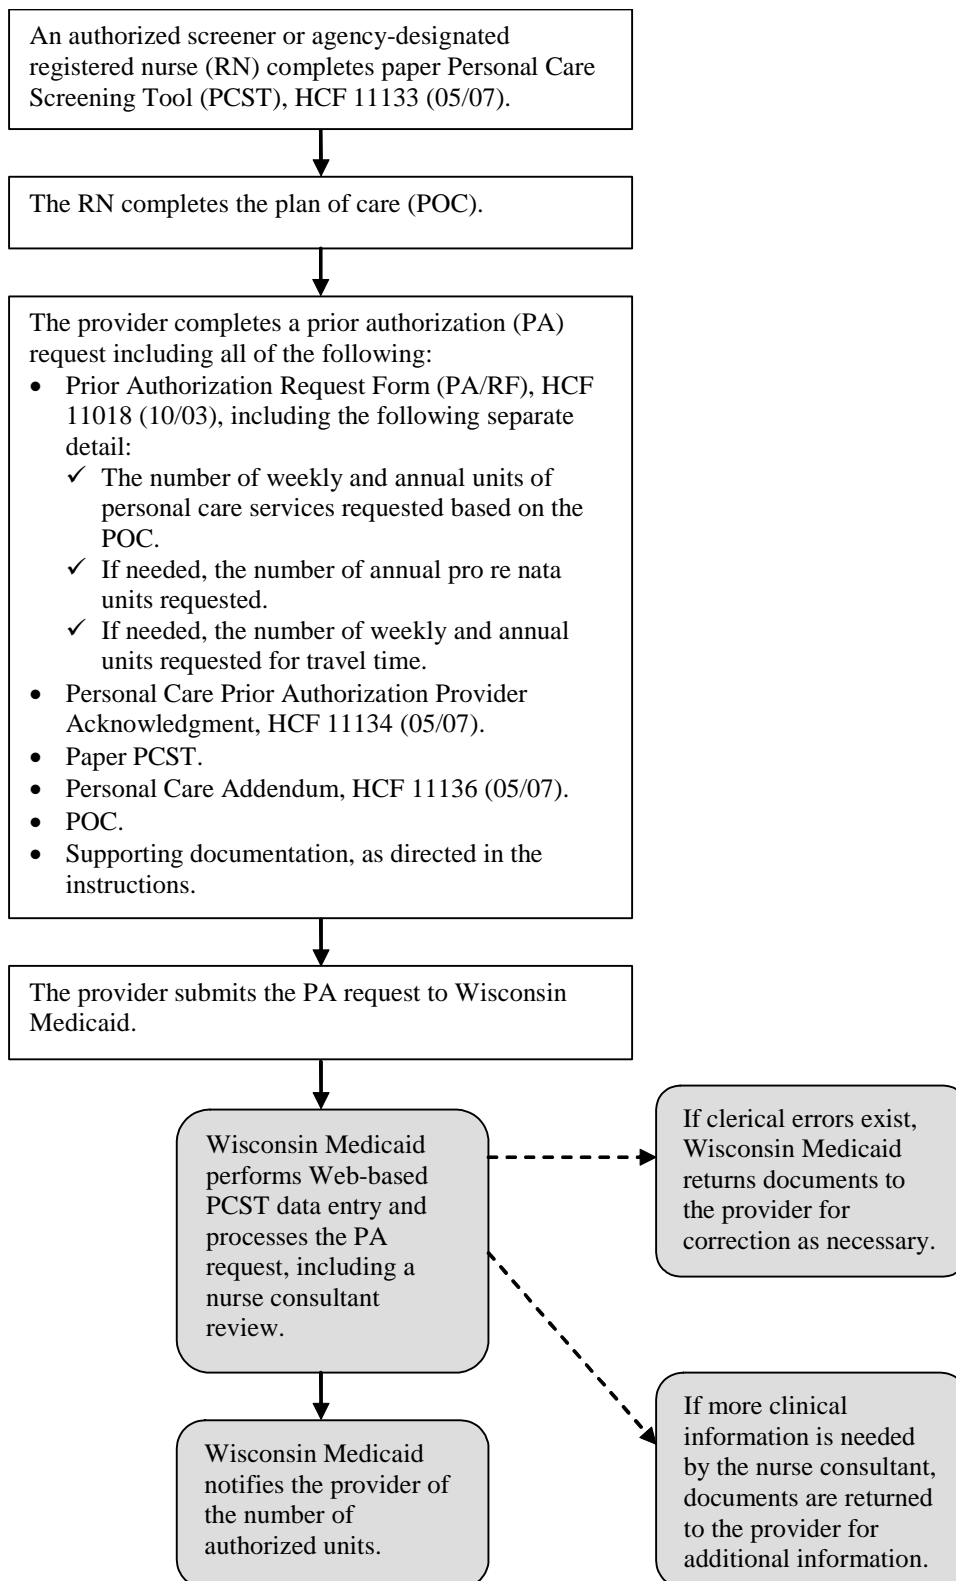 An authorized screener or agency-designated
registered nurse (RN) completes paper Personal Care
Screening Tool (PCST), HCF 11133 (05/07).
The RN completes the plan of care (POC).
The provider completes a prior authorization (PA)
request including all of the following:
• Prior Authorization Request Form (PA/RF), HCF
11018 (10/03), including the following separate
detail:
✓ The number of weekly and annual units of
personal care services requested based on the
POC.
✓ If needed, the number of annual pro re nata
units requested.
✓ If needed, the number of weekly and annual
units requested for travel time.
• Personal Care Prior Authorization Provider
Acknowledgment, HCF 11134 (05/07).
• Paper PCST.
• Personal Care Addendum, HCF 11136 (05/07).
• POC.
• Supporting documentation, as directed in the
instructions.
The provider submits the PA request to Wisconsin
Medicaid.
Wisconsin Medicaid
performs Web-based
PCST data entry and
processes the PA
request, including a
nurse consultant
review.
If clerical errors exist,
Wisconsin Medicaid
returns documents to
the provider for
correction as necessary.
Wisconsin Medicaid
notifies the provider of
the number of
authorized units.
If more clinical
information is needed
by the nurse consultant,
documents are returned
to the provider for
additional information.